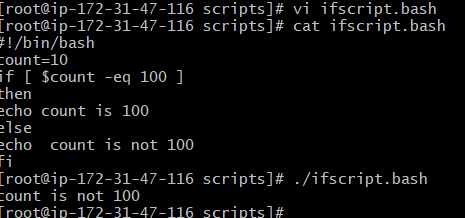 [root@ip-172-31-47-116 scripts]# vi ifscript.bash
[root@ip-172-31-47-116 scripts]# cat ifscript.bash
#!/bin/bash
count=10
if [ $count -eq 100 ]
then
echo count is 100
else
echo  count is not 100
fi
[root@ip-172-31-47-116 scripts]# ./ifscript.bash
count is not 100
[root@ip-172-31-47-116 scripts]#